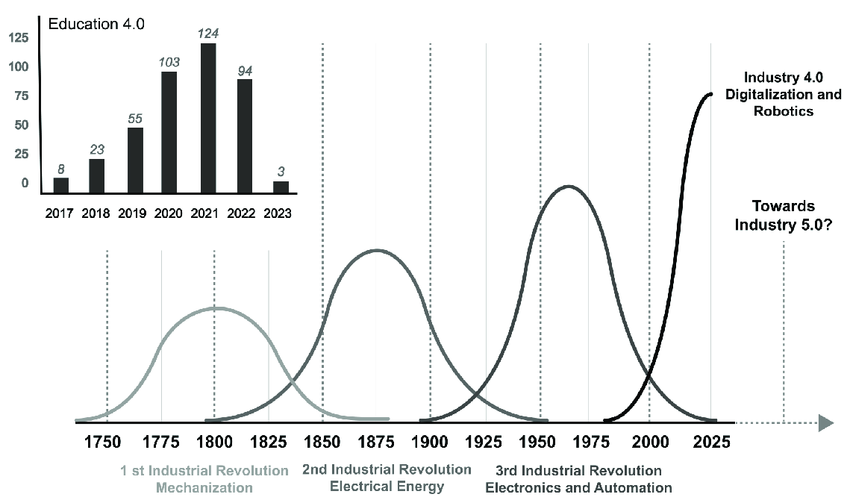 Education 4.0
125
100
75
50
25
0
8
23
55
103
124
94
3
2017 2018 2019 2020 2021 2022 2023
Industry 4.0
Digitalization and
Robotics
Towards
Industry 5.0?
1750 1775 1800 1825 1850 1875 1900 1925 1950 1975 2000 2025
1 st Industrial Revolution
Mechanization
2nd Industrial Revolution
Electrical Energy
3rd Industrial Revolution
Electronics and Automation